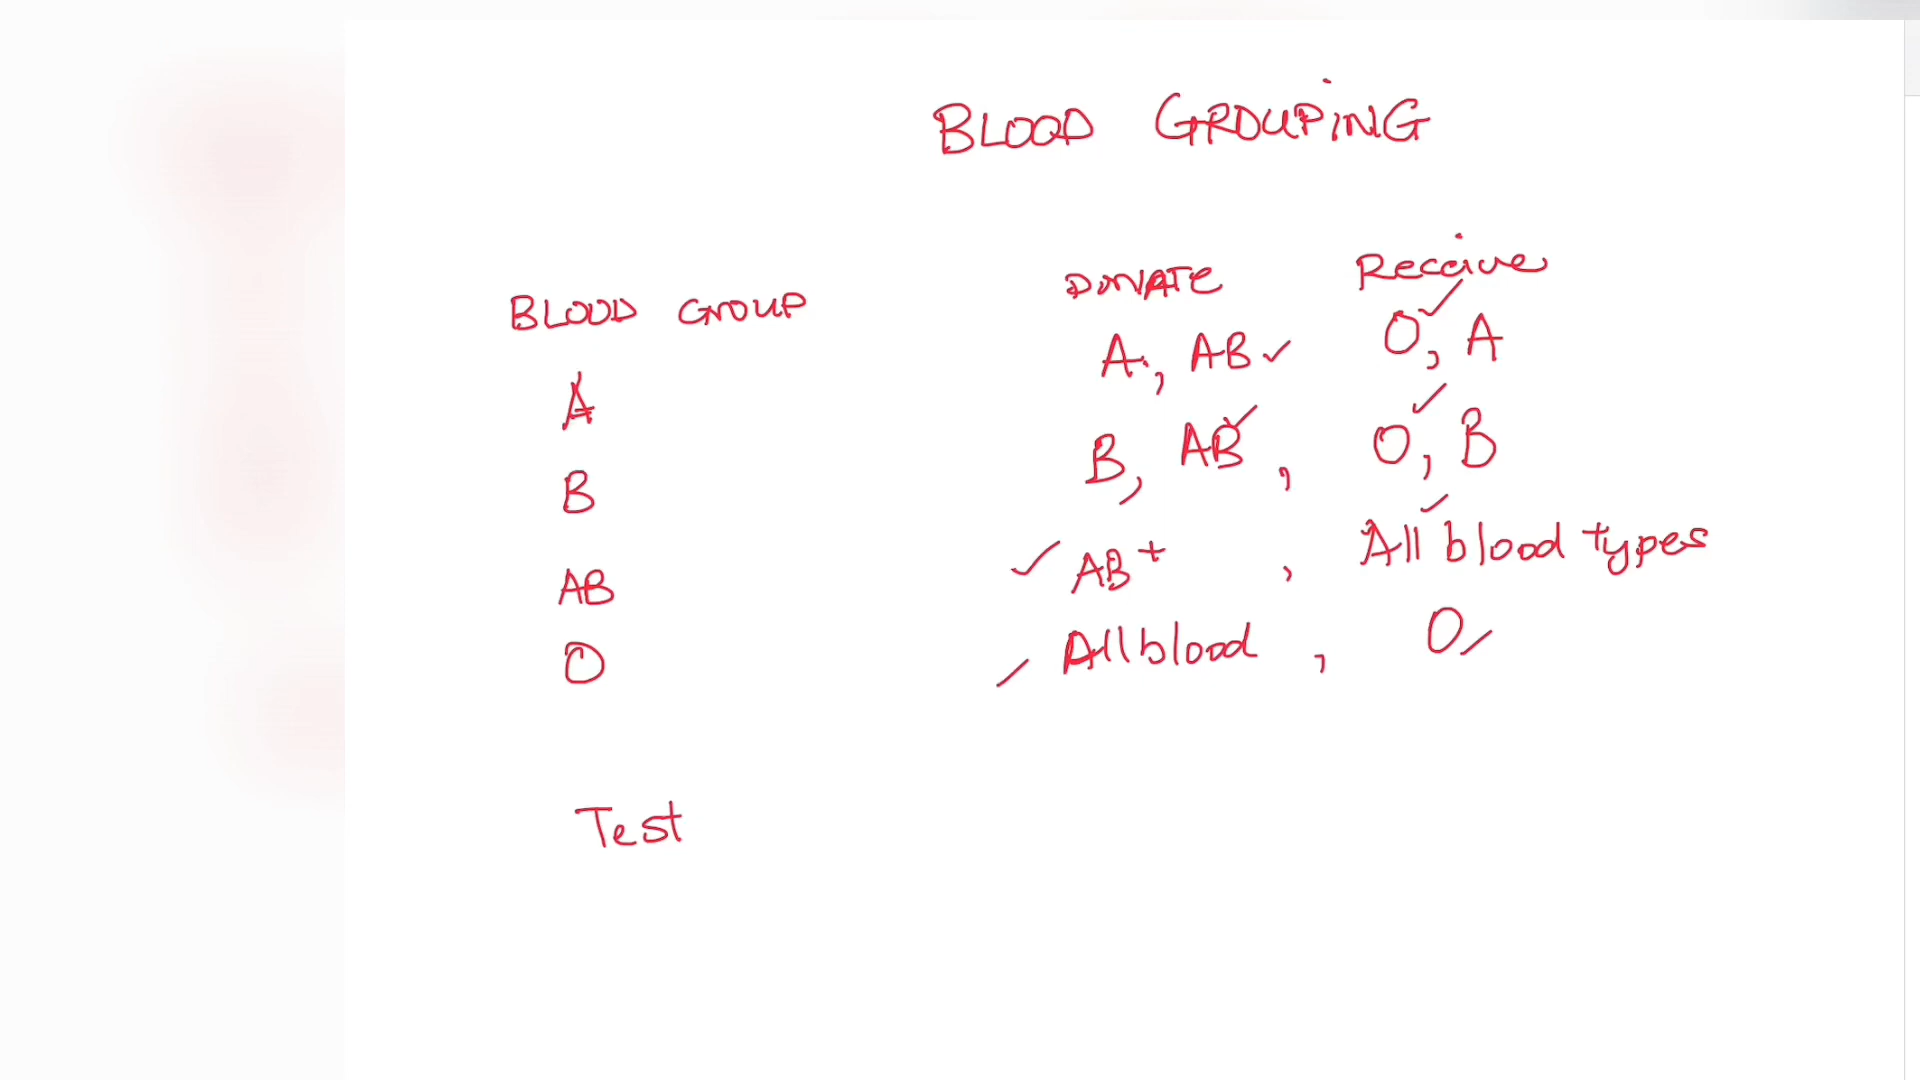 BLOOD GROUPING
BLOOD GROUP DONATE Receive
A A, AB ✓ O ✓, A
B B, AB ✓, O ✓, B
AB ✓ AB+, All blood types ✓
O All blood, O
Test